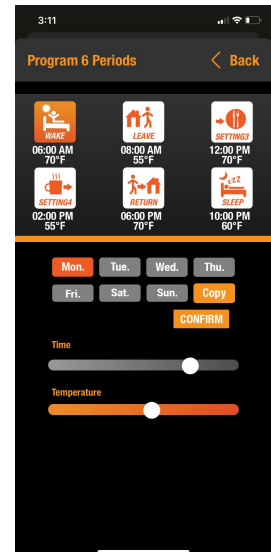 3:11
Program 6 Periods
Back
WAKE
LEAVE
SETTING3
06:00 AM
08:00 AM
12:00 PM
70°F
55°F
70°F
zzz
SETTING4
RETURN
SLEEP
02:00 PM
06:00 PM
10:00 PM
55°F
70°F
60°F
Mon.
Tue.
Wed.
Thu.
Fri.
Sat.
Sun.
Copy
CONFIRM
Time
Temperature